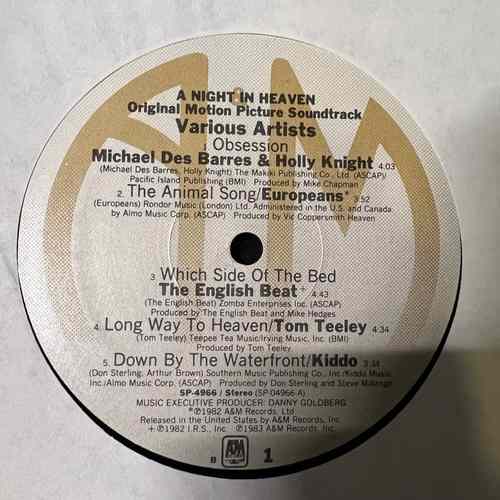 A NIGHT IN HEAVEN
Original Motion Picture Soundtrack
Various Artists
Obsession
Michael Des Barres & Holly Knight 4:03
(Michael Des Barres, Holly Knight) The Makiki Publishing Co. Ltd. (ASCAP)
Pacific Island Publishing (BMI) Produced by Mike Chapman
2. The Animal Song/Europeans* 3:52
(Europeans) Rondor Music (London) Ltd. Administered in the U.S. and Canada
by Almo Music Corp. (ASCAP) Produced by Vic Coppersmith Heaven
3. Which Side Of The Bed
The English Beat+ 4:43
(The English Beat) Zomba Enterprises Inc. (ASCAP)
Produced by The English Beat and Mike Hedges
4. Long Way To Heaven/Tom Teeley 4:34
(Tom Teeley) Teepee Tea Music/Irving Music. Inc. (BMI)
Produced by Tom Teeley
5. Down By The Waterfront/Kiddo
(Don Sterling, Arthur Brown) Southern Music Publishing Co., Inc./Kiddo Music,
Inc./Almo Music Corp. (ASCAP) Produced by Don Sterling and Steve
SP-4966 / Stereo (SP-04966-A)
MUSIC EXECUTIVE PRODUCER: DANNY GOLDBERG
*℗1982 A&M Records, Ltd
Released in the United States by A&M Records, Inc.
+℗1982 I.R.S., Inc. ℗1983 A&M Records, Inc.
B A&M 1